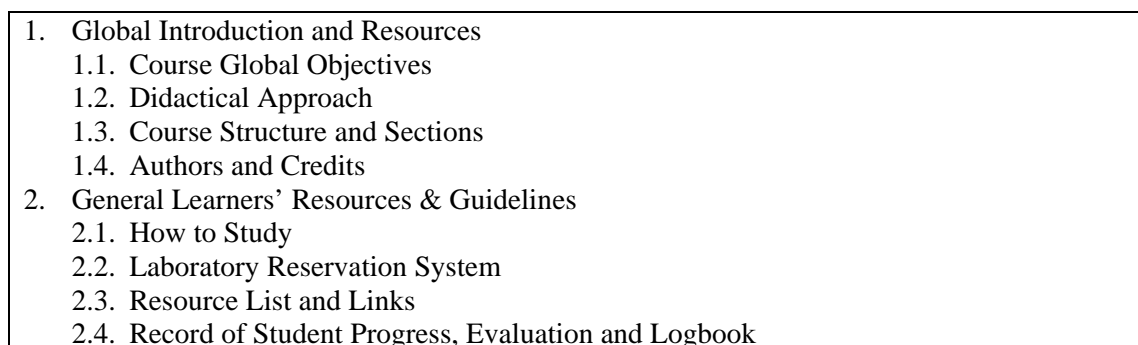 1. Global Introduction and Resources
1.1. Course Global Objectives
1.2. Didactical Approach
1.3. Course Structure and Sections
1.4. Authors and Credits
2. General Learners’ Resources & Guidelines
2.1. How to Study
2.2. Laboratory Reservation System
2.3. Resource List and Links
2.4. Record of Student Progress, Evaluation and Logbook